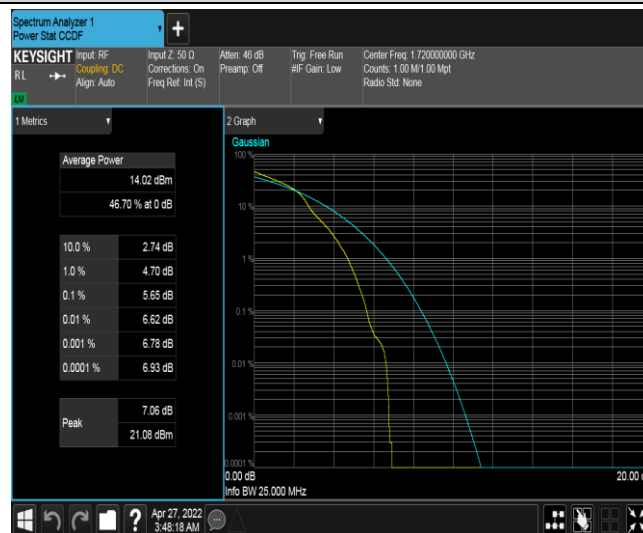 Spectrum Analyzer 1
Power Stat CCDF
+
KEYSIGHT
RL
Input: RF
Coupling: DC
Align: Auto
Input Z: 50 Ω
Corrections: On
Freq Ref: Int (S)
Atten: 46 dB
Preamp: Off
Trig: Free Run
#IF Gain: Low
Center Freq: 1.720000000 GHz
Counts: 1.00 M/1.00 Mpt
Radio Std: None
1 Metrics
Average Power
14.02 dBm
46.70 % at 0 dB
10.0 % 2.74 dB
1.0 % 4.70 dB
0.1 % 5.65 dB
0.01 % 6.62 dB
0.001 % 6.78 dB
0.0001 % 6.93 dB
Peak
7.06 dB
21.08 dBm
2 Graph
Gaussian
100 %
10 %
1 %
0.1 %
0.01 %
0.001 %
0.0001 %
0.00 dB
20.00
Info BW 25.000 MHz
?
Apr 27, 2022
3:48:18 AM